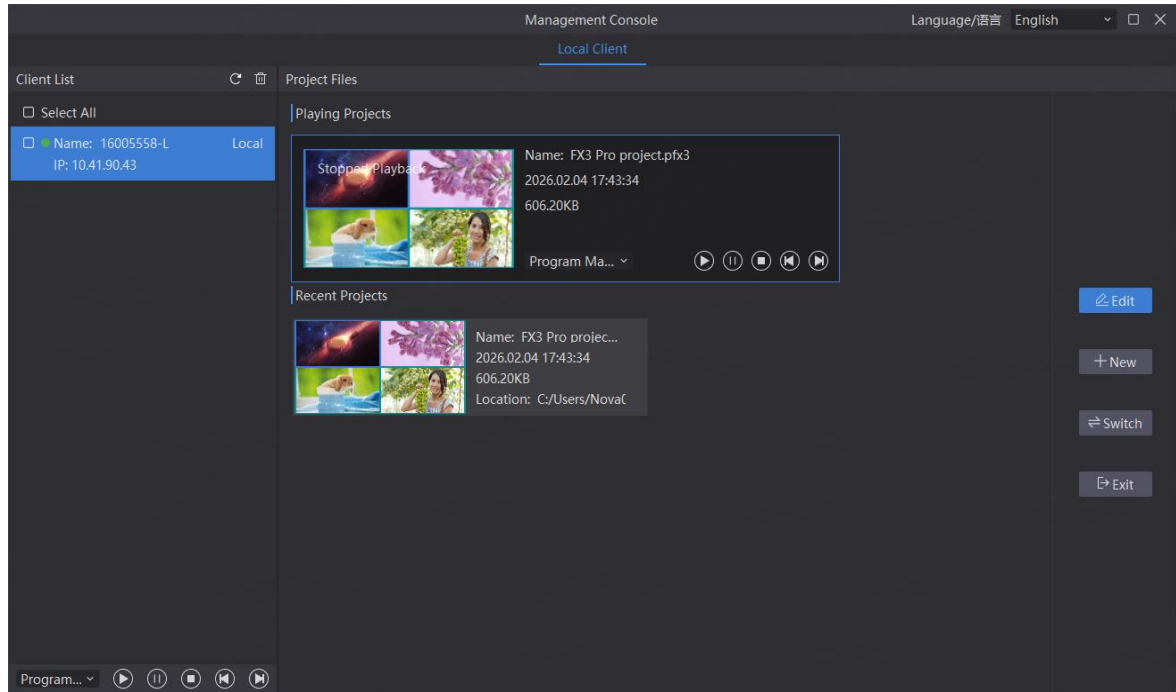 Management Console
Language/语言 English
Local Client
Client List
Project Files
Select All
Name: 16005558-L Local
IP: 10.41.90.43
Playing Projects
Stopped Playback
Name: FX3 Pro project.pfx3
2026.02.04 17:43:34
606.20KB
Program Ma...
Recent Projects
Name: FX3 Pro projec...
2026.02.04 17:43:34
606.20KB
Location: C:/Users/Nova
Edit
New
Switch
Exit
Program...